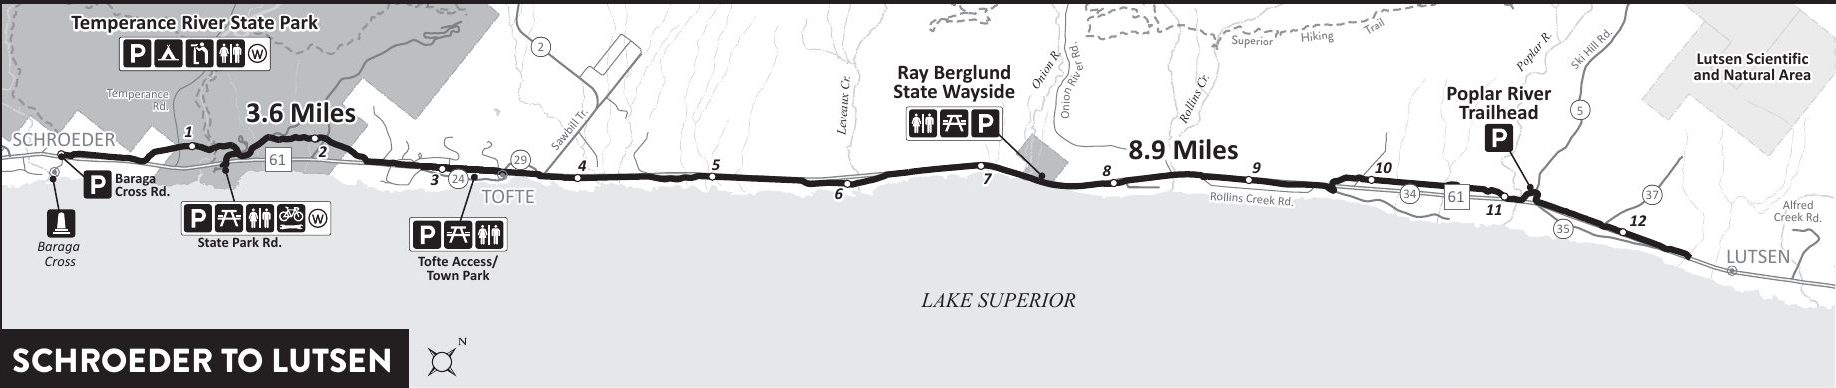 Temperance River State Park
P
W
Temperance
Rd.
3.6 Miles
SCHROEDER
1
2
61
P
Baraga
Cross Rd.
Baraga
Cross
P
W
State Park Rd.
2
Sawbill Tr.
3
24
29
TOFTE
4
P
Tofte Access/
Town Park
5
Leveaux Cr.
6
Ray Berglund
State Wayside
P
7
Onion R.
Onion River Rd.
8
8.9 Miles
Rollins Cr.
Superior
Hiking
Trail
9
Rollins Creek Rd.
10
34
61
11
Poplar River
Trailhead
P
Poplar R.
Ski Hill Rd.
5
35
37
12
Lutsen Scientific
and Natural Area
Alfred
Creek Rd.
LUTSEN
LAKE SUPERIOR
SCHROEDER TO LUTSEN
N